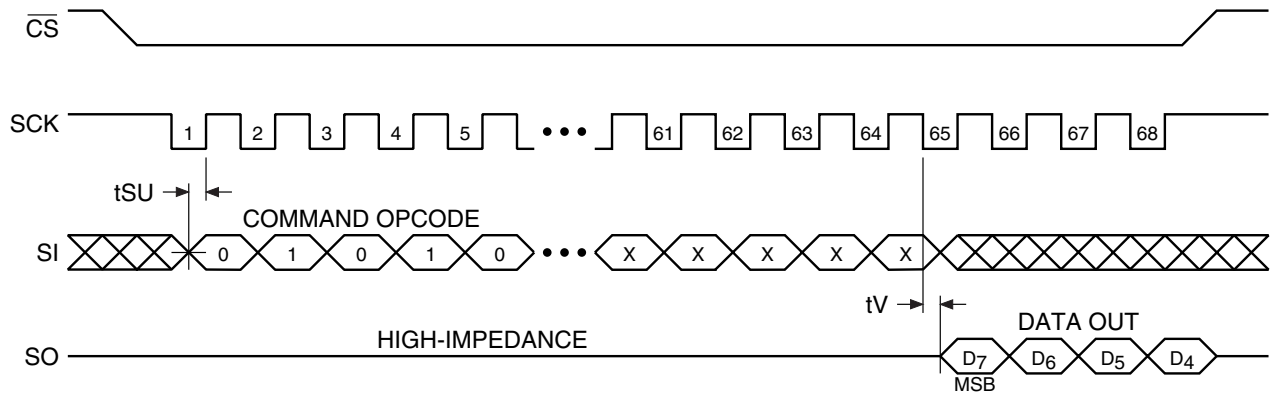 CS
SCK 1 2 3 4 5 ••• 61 62 63 64 65 66 67 68
tSU
COMMAND OPCODE
SI 0 1 0 1 0 ••• X X X X X
tV
HIGH-IMPEDANCE
DATA OUT
SO D7 D6 D5 D4
MSB